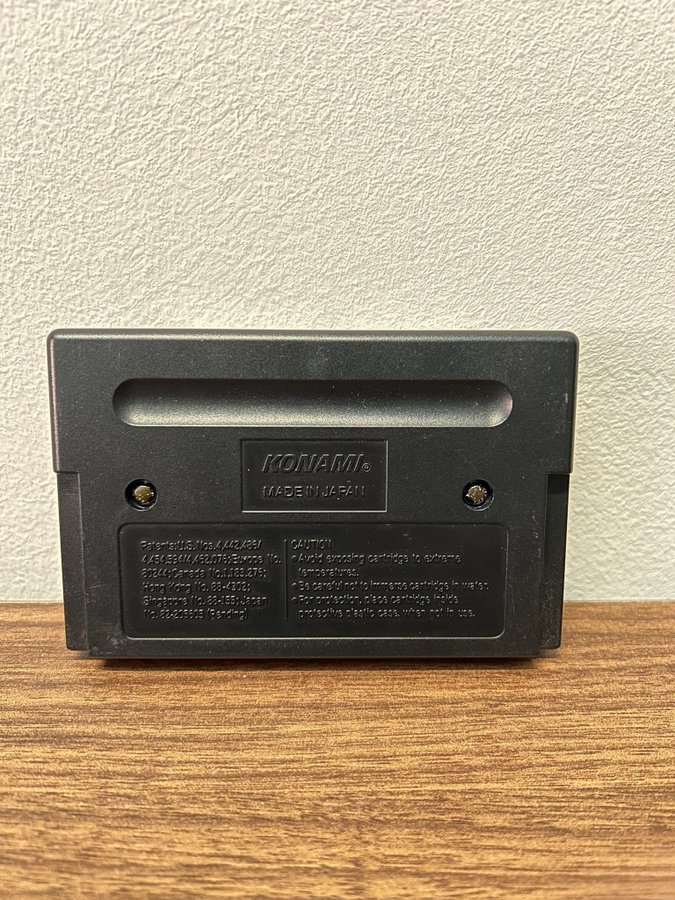 KONAMI®
MADE IN JAPAN
Patents:U.S. Nos. 4,442,486/
4,454,594/4,462,076;Europe No.
80244;Canada No.1,183,276;
Hong Kong No. 88-4302;
Singapore No. 88-155;Japan
No. 82-205605 (Pending)
CAUTION
• Avoid exposing cartridge to extreme
temperatures.
• Be careful not to immerse cartridge in water.
• For protection, place cartridge inside
protective plastic case, when not in use.